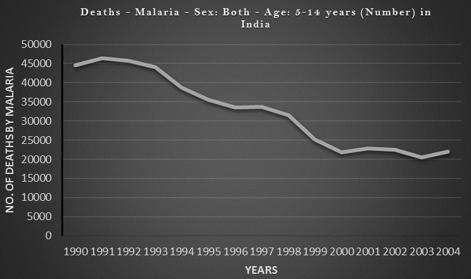 Deaths - Malaria - Sex: Both - Age: 5-14 years (Number) in
India
50000
45000
40000
35000
30000
25000
20000
15000
10000
5000
0
NO. OF DEATHS BY MALARIA
1990 1991 1992 1993 1994 1995 1996 1997 1998 1999 2000 2001 2002 2003 2004
YEARS